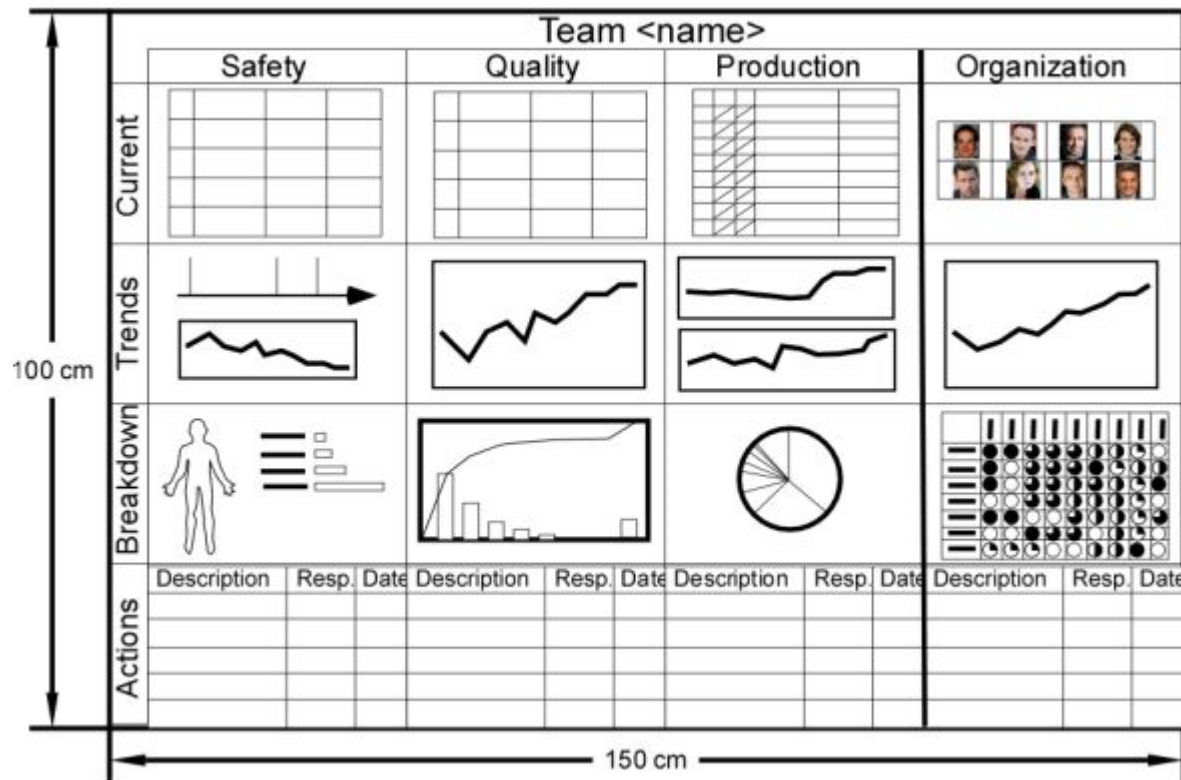 Team <name>
Safety Quality Production Organization
Current
Trends
100 cm
Breakdown
Description Resp. Date Description Resp. Date Description Resp. Date Description Resp. Date
Actions
150 cm